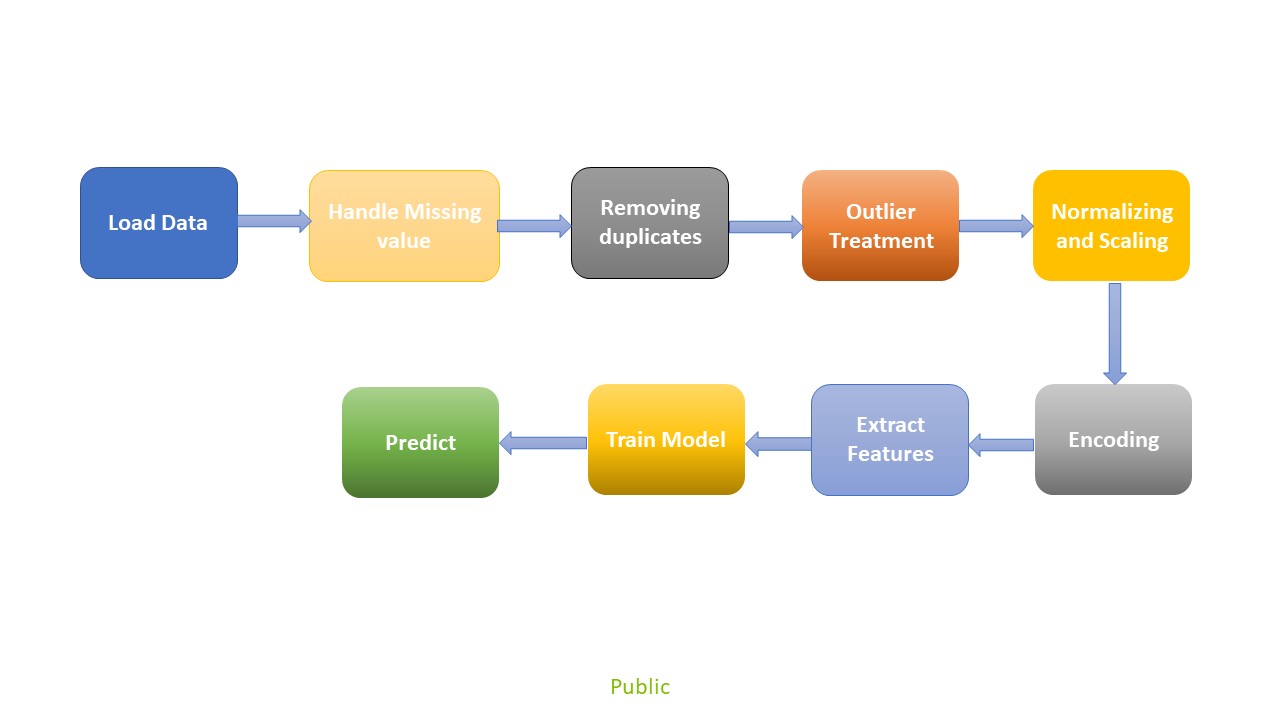 Load Data
Handle Missing
value
Removing
duplicates
Outlier
Treatment
Normalizing
and Scaling
Encoding
Extract
Features
Train Model
Predict
Public